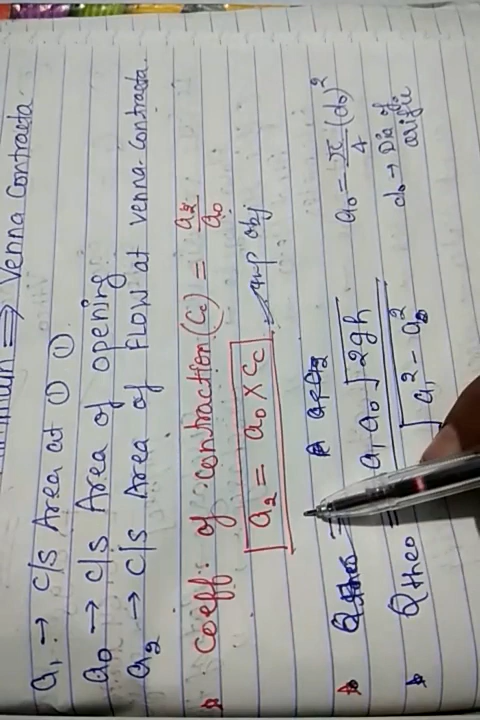 ⇒ Venna Contracta
a₁ → c/s Area at ① ①
a₀ → c/s Area of opening
a₂ → c/s Area of FLOW at venna-contracta.
Coeff: of contraction (Cc) = a₂/a₀
a₂ = a₀ x Cc
imp obj
a₀ = π/4 (d₀)²
d₀ → Dia of orifice
Qtheo = a₁ a₀ √2gh / √a₁² - a₀²